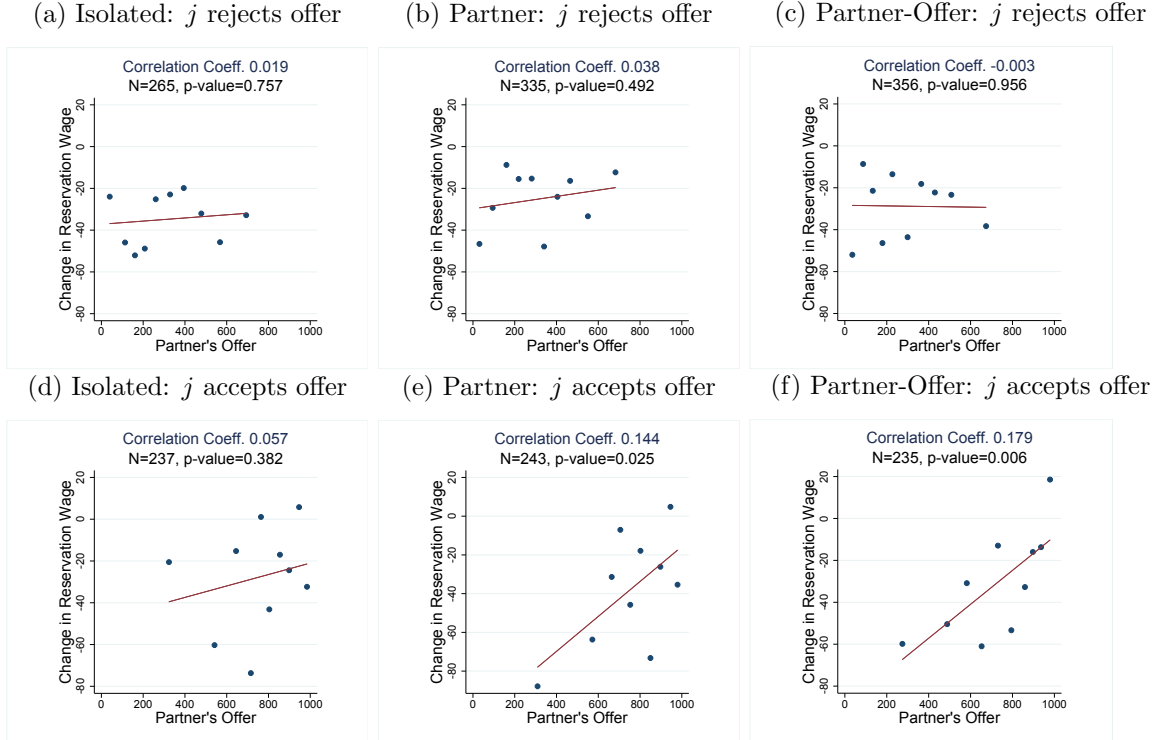 (a) Isolated: j rejects offer
Correlation Coeff. 0.019
N=265, p-value=0.757
Change in Reservation Wage
20
0
-20
-40
-60
-80
0 200 400 600 800 1000
Partner's Offer
(b) Partner: j rejects offer
Correlation Coeff. 0.038
N=335, p-value=0.492
Change in Reservation Wage
20
0
-20
-40
-60
-80
0 200 400 600 800 1000
Partner's Offer
(c) Partner-Offer: j rejects offer
Correlation Coeff. -0.003
N=356, p-value=0.956
Change in Reservation Wage
20
0
-20
-40
-60
-80
0 200 400 600 800 1000
Partner's Offer
(d) Isolated: j accepts offer
Correlation Coeff. 0.057
N=237, p-value=0.382
Change in Reservation Wage
20
0
-20
-40
-60
-80
0 200 400 600 800 1000
Partner's Offer
(e) Partner: j accepts offer
Correlation Coeff. 0.144
N=243, p-value=0.025
Change in Reservation Wage
20
0
-20
-40
-60
-80
0 200 400 600 800 1000
Partner's Offer
(f) Partner-Offer: j accepts offer
Correlation Coeff. 0.179
N=235, p-value=0.006
Change in Reservation Wage
20
0
-20
-40
-60
-80
0 200 400 600 800 1000
Partner's Offer